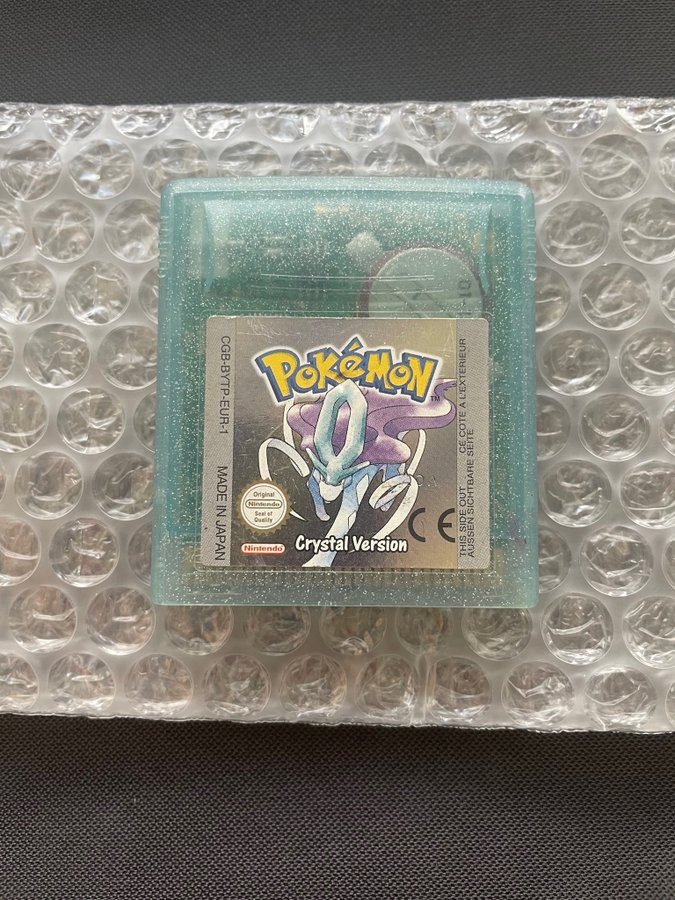 CGB-BYTP-EUR-1
MADE IN JAPAN
POKéMON
TM
Original
Nintendo
Seal of
Quality
Nintendo
Crystal Version
CE
THIS SIDE OUT
CE COTE A L'EXTERIEUR
AUSSEN SICHTBARE SEITE